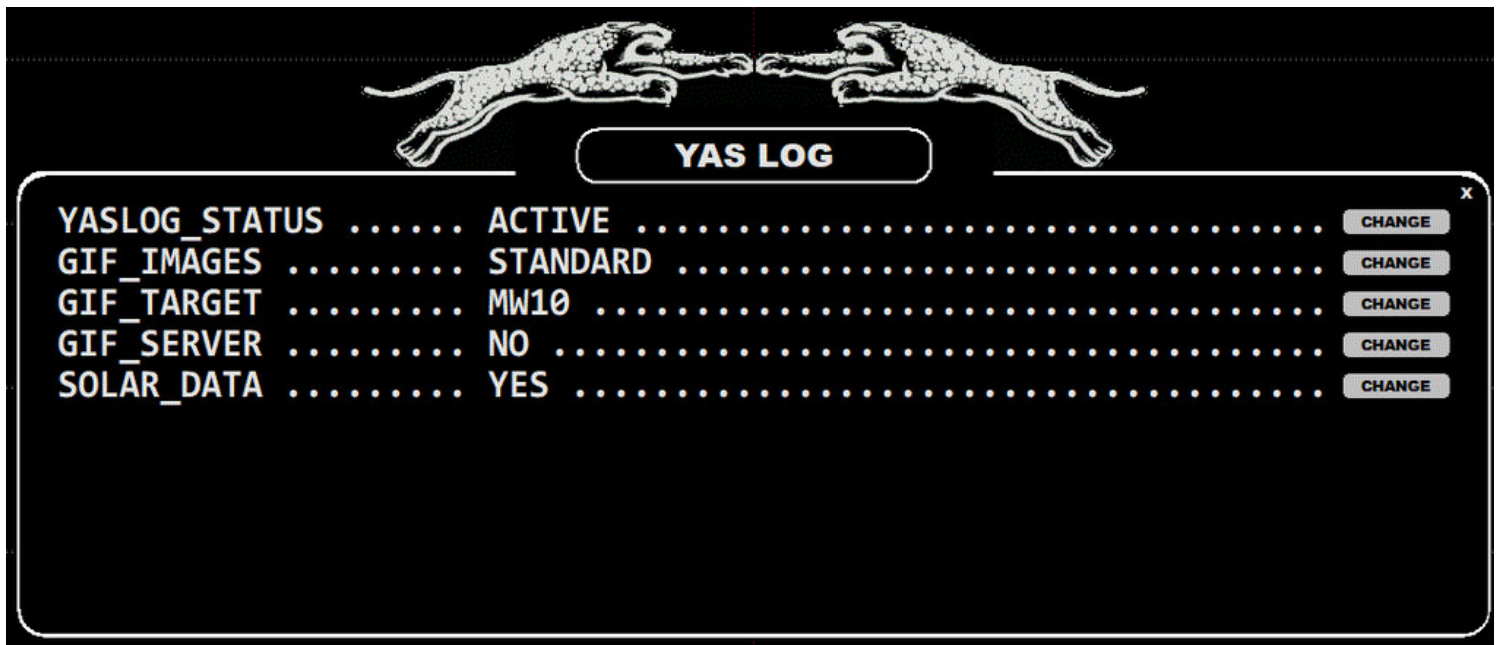 YAS LOG
x
YASLOG_STATUS ...... ACTIVE .................................. CHANGE
GIF_IMAGES ......... STANDARD ................................ CHANGE
GIF_TARGET ......... MW10 .................................... CHANGE
GIF_SERVER ......... NO ...................................... CHANGE
SOLAR_DATA ......... YES ..................................... CHANGE